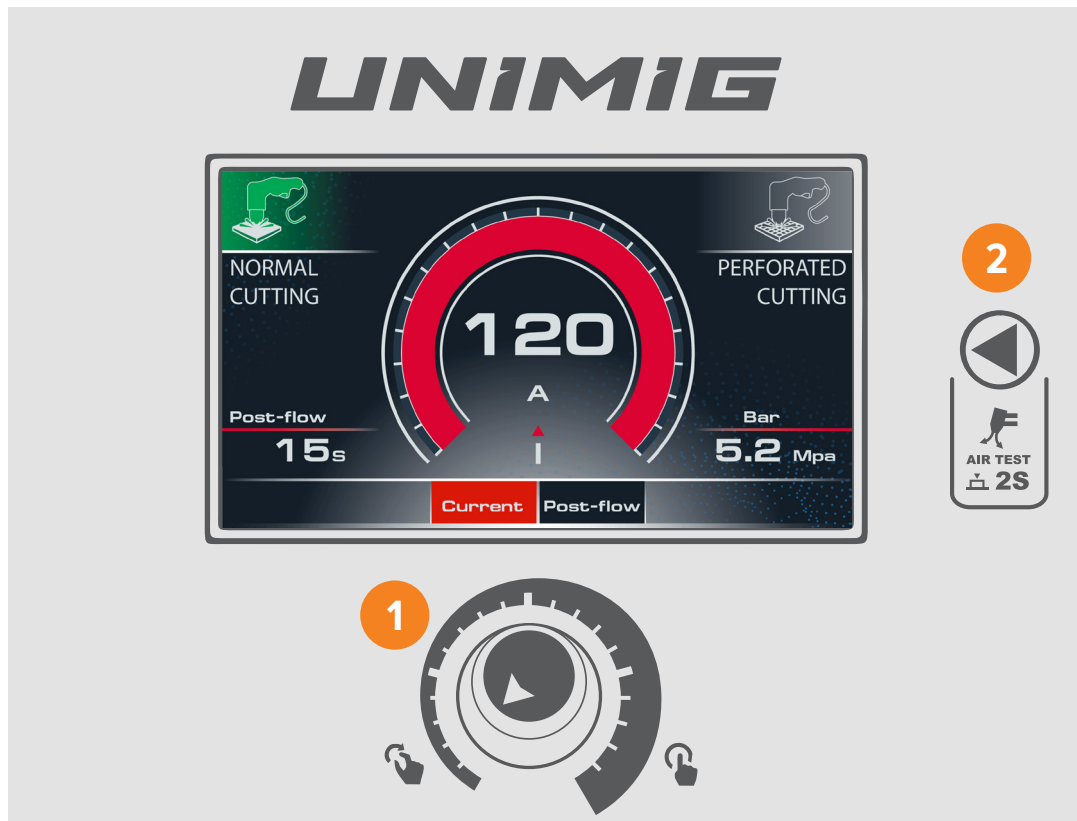 UNIMIG
NORMAL
CUTTING
PERFORATED
CUTTING
2
120
A
Post-flow
15s
Bar
5.2 Mpa
AIR TEST
2S
Current
Post-flow
1